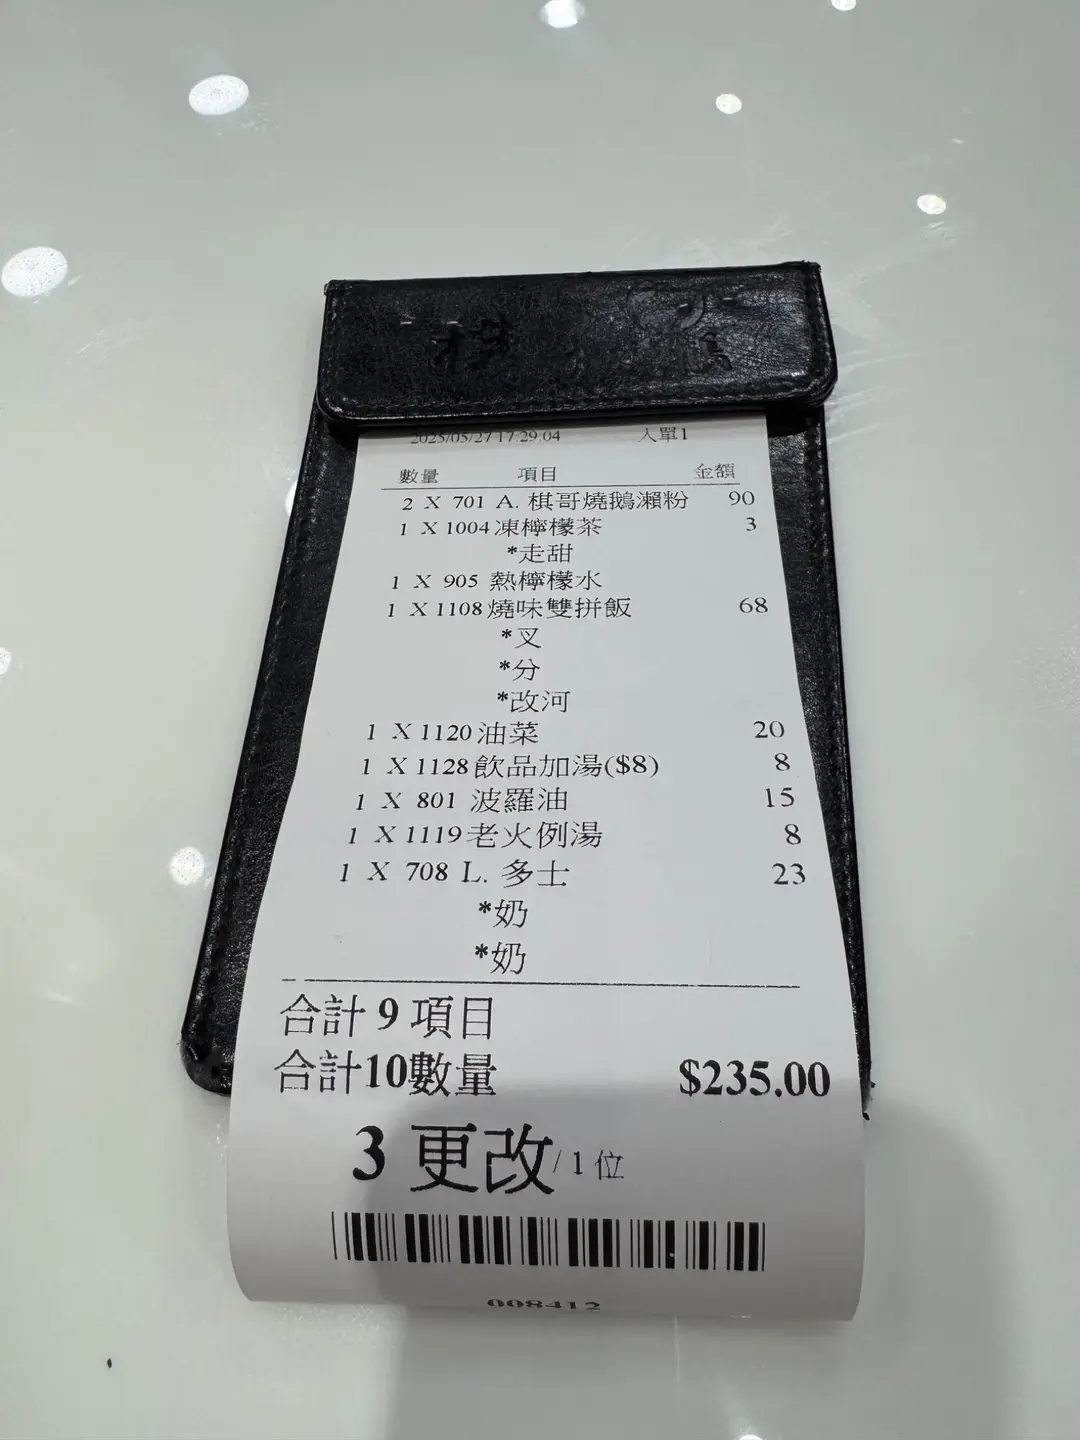 棋
2025/05/27 17:29:04 入單1
數量 項目 金額
2 X 701 A. 棋哥燒鵝瀨粉 90
1 X 1004 凍檸檬茶 3
*走甜
1 X 905 熱檸檬水
1 X 1108 燒味雙拼飯 68
*叉
*分
*改河
1 X 1120 油菜 20
1 X 1128 飲品加湯($8) 8
1 X 801 波羅油 15
1 X 1119 老火例湯 8
1 X 708 L. 多士 23
*奶
*奶
合計 9 項目
合計10數量 $235.00
3 更改/1 位
008412